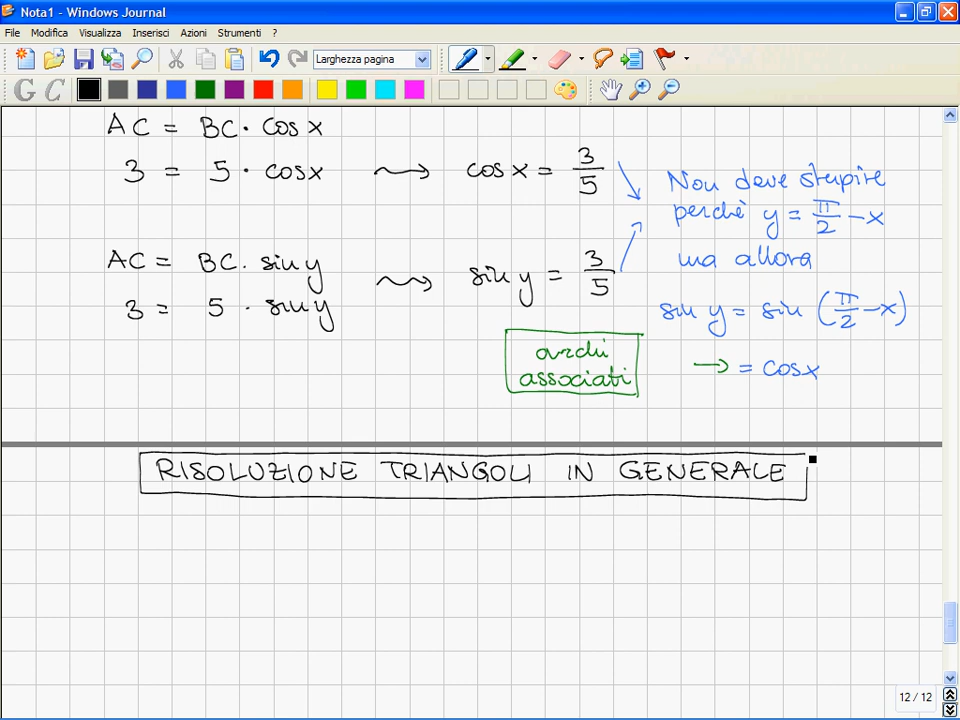 Nota1 - Windows Journal
File Modifica Visualizza Inserisci Azioni Strumenti ?
Larghezza pagina
G C
AC = BC · cos x
3 = 5 · cos x ⤳ cos x = 3/5
Non deve stupire
perchè y = π/2 - x
ma allora
AC = BC · sin y
3 = 5 · sin y ⤳ sin y = 3/5
sin y = sin (π/2 - x)
→ = cos x
archi
associati
RISOLUZIONE TRIANGOLI IN GENERALE
12 / 12